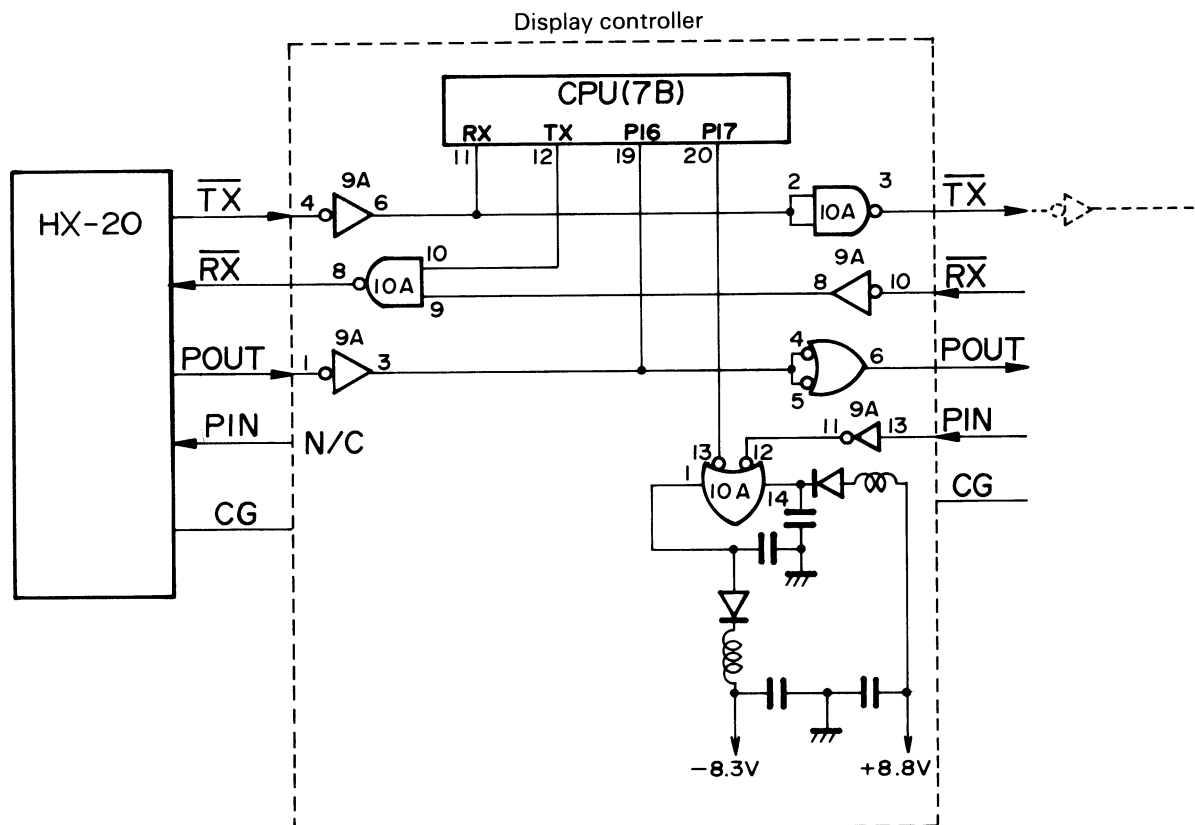 Display controller
CPU(7B)
RX TX P16 P17
11 12 19 20
HX-20
TX 4 9A 6 2 10A 3 TX
RX 8 10A 10 9 8 9A 10 RX
POUT 1 9A 3 4 5 6 POUT
PIN N/C 11 9A 13 PIN
13 12
1 10A 14
CG CG
-8.3V +8.8V